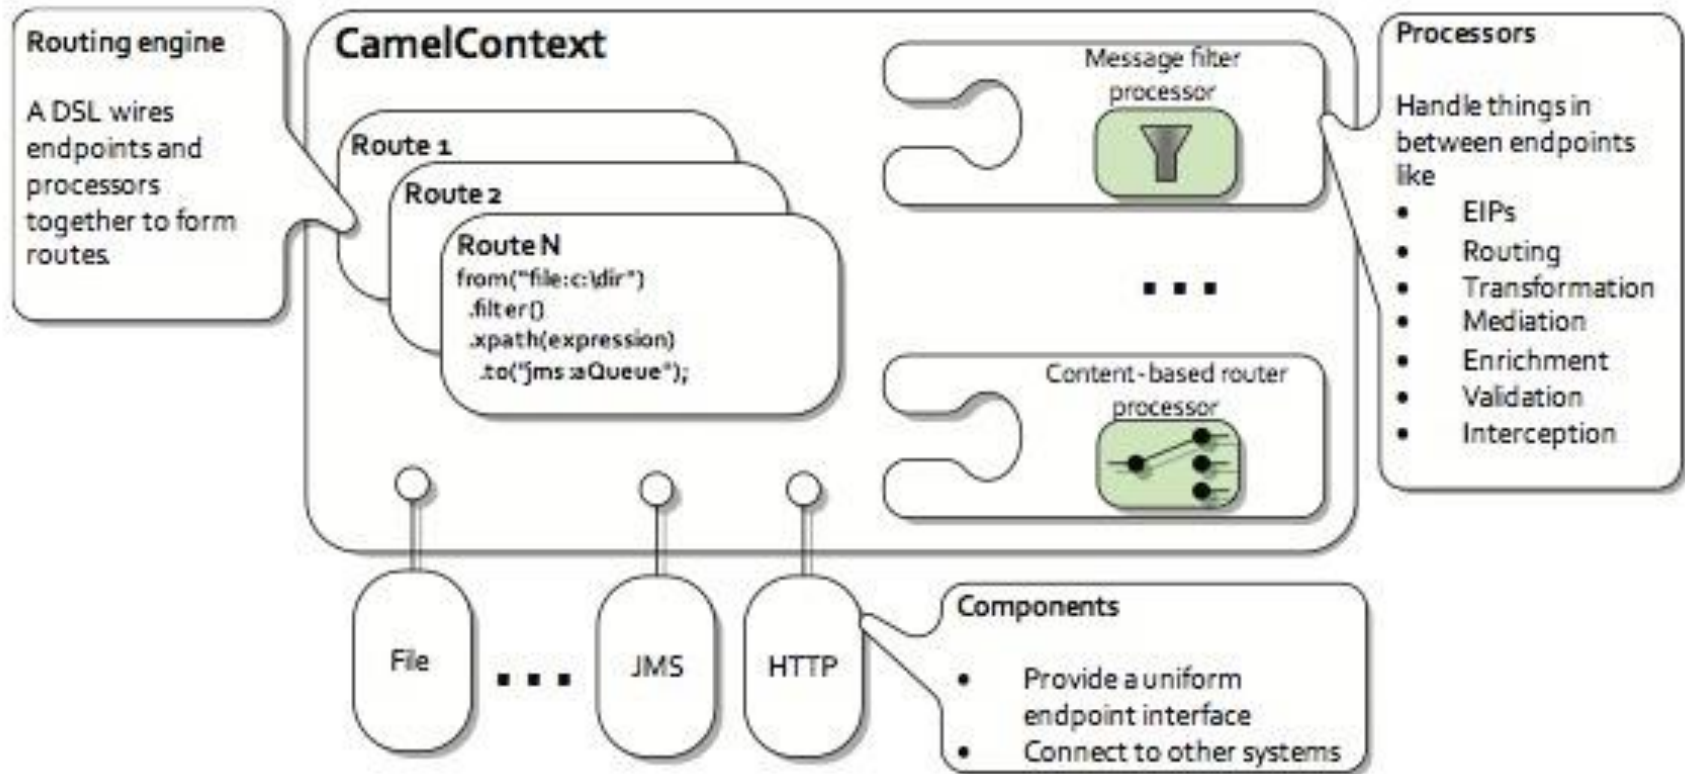 Routing engine
A DSL wires
endpoints and
processors
together to form
routes.
CamelContext
Route 1
Route 2
Route N
from("file:c:\dir")
.filter()
.xpath(expression)
.to("jms:aQueue");
Message filter
processor
...
Content-based router
processor
Processors
Handle things in
between endpoints
like
• EIPs
• Routing
• Transformation
• Mediation
• Enrichment
• Validation
• Interception
File
...
JMS
HTTP
Components
• Provide a uniform
endpoint interface
• Connect to other systems